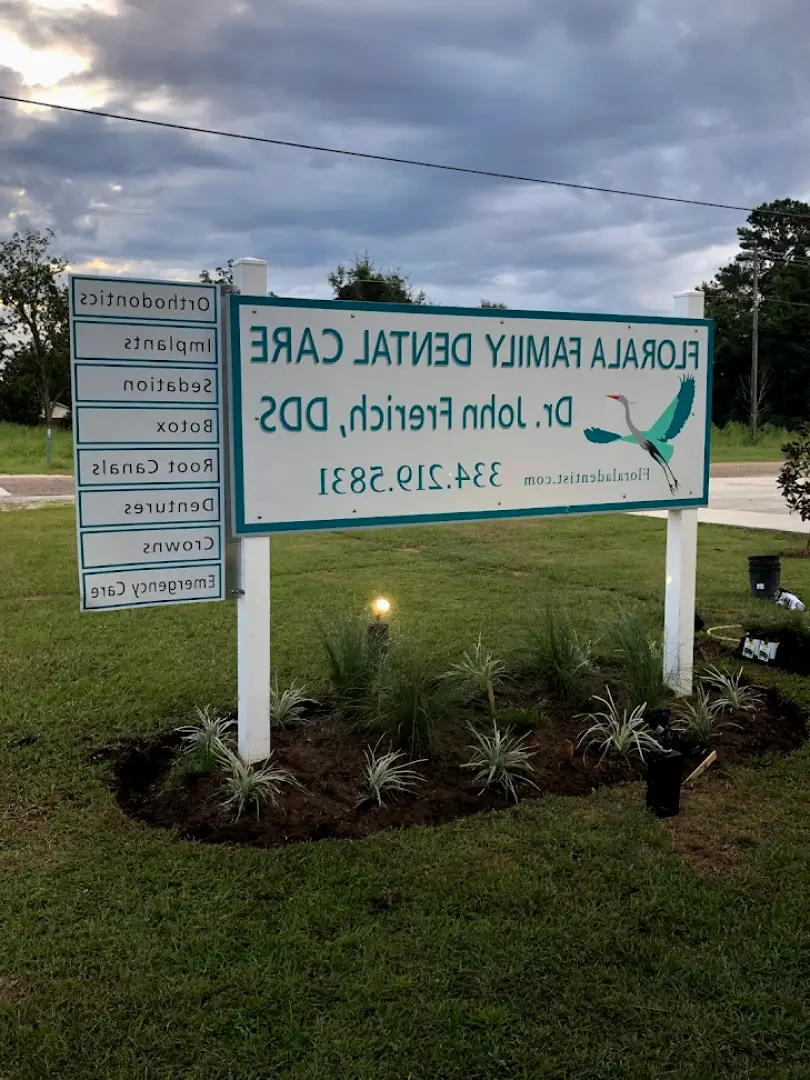 FLORALA FAMILY DENTAL CARE
Dr. John Frerich, DDS
Floraladentist.com
334.219.5831
Orthodontics
Implants
Sedation
Botox
Root Canals
Dentures
Crowns
Emergency Care